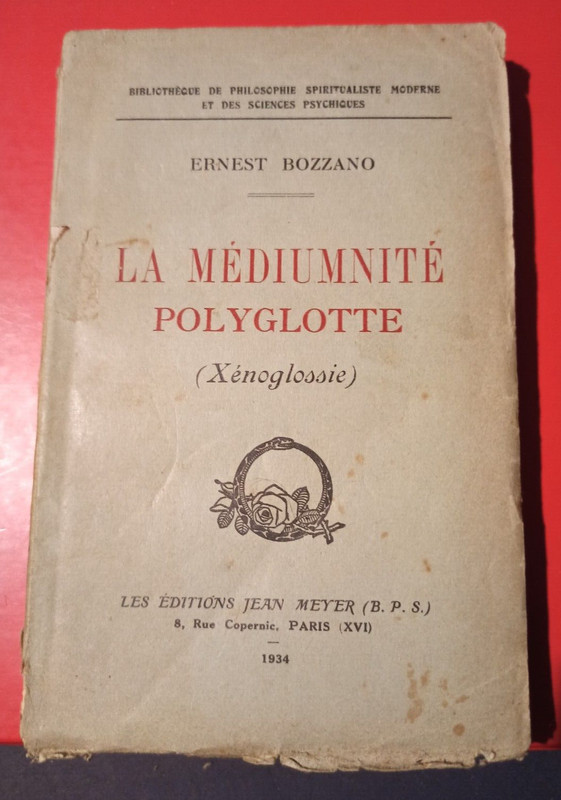 BIBLIOTHÈQUE DE PHILOSOPHIE SPIRITUALISTE MODERNE
ET DES SCIENCES PSYCHIQUES
ERNEST BOZZANO
LA MÉDIUMNITÉ
POLYGLOTTE
(Xénoglossie)
LES ÉDITIONS JEAN MEYER (B. P. S.)
8, Rue Copernic, PARIS (XVI)
1934